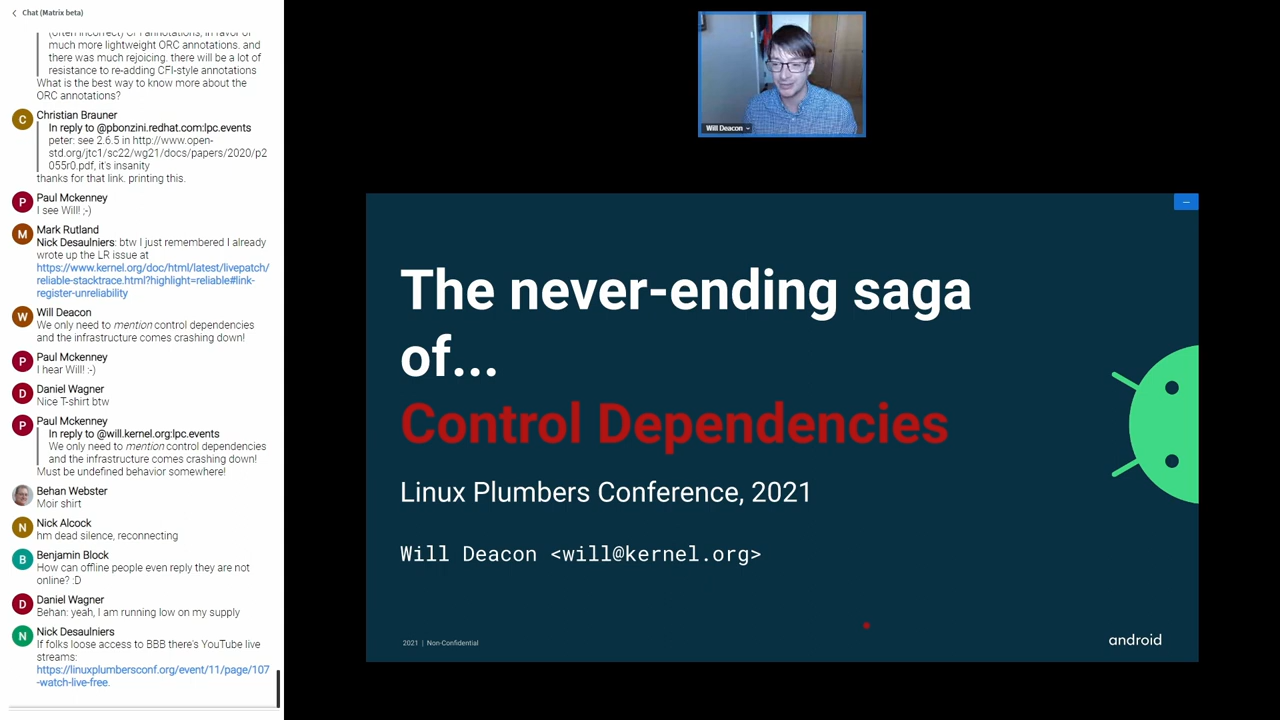 Chat (Matrix beta)
(often incorrect) CFI annotations, in favor of
much more lightweight ORC annotations. and
there was much rejoicing. there will be a lot of
resistance to re-adding CFI-style annotations
What is the best way to know more about the
ORC annotations?
C
Christian Brauner
In reply to @pbonzini.redhat.com:lpc.events
peter: see 2.6.5 in http://www.open-
std.org/jtc1/sc22/wg21/docs/papers/2020/p2
055r0.pdf, it's insanity
thanks for that link. printing this.
P
Paul Mckenney
I see Will! ;-)
M
Mark Rutland
Nick Desaulniers: btw I just remembered I already
wrote up the LR issue at
https://www.kernel.org/doc/html/latest/livepatch/
reliable-stacktrace.html?highlight=reliable#link-
register-unreliability
W
Will Deacon
We only need to mention control dependencies
and the infrastructure comes crashing down!
P
Paul Mckenney
I hear Will! :-)
D
Daniel Wagner
Nice T-shirt btw
P
Paul Mckenney
In reply to @will.kernel.org:lpc.events
We only need to mention control dependencies
and the infrastructure comes crashing down!
Must be undefined behavior somewhere!
Behan Webster
Moir shirt
N
Nick Alcock
hm dead silence, reconnecting
B
Benjamin Block
How can offline people even reply they are not
online? :D
D
Daniel Wagner
Behan: yeah, I am running low on my supply
N
Nick Desaulniers
If folks loose access to BBB there's YouTube live
streams:
https://linuxplumbersconf.org/event/11/page/107
-watch-live-free.
Will Deacon
The never-ending saga
of...
Control Dependencies
Linux Plumbers Conference, 2021
Will Deacon <will@kernel.org>
2021 | Non-Confidential
android